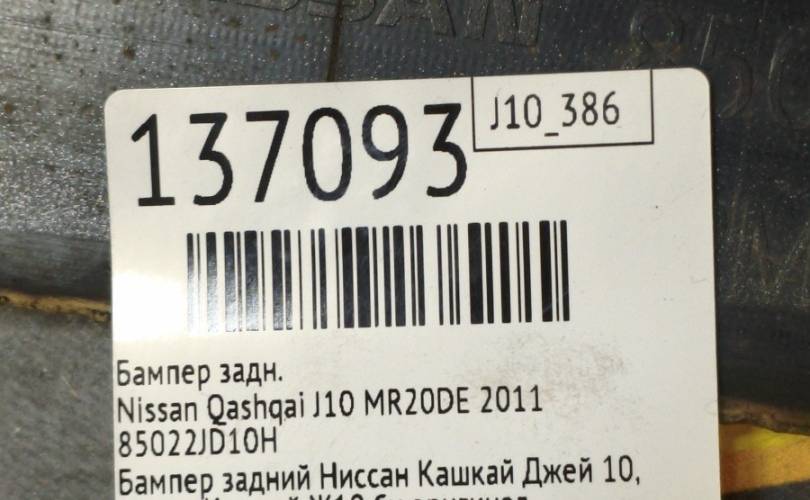 137093
J10_386
Бампер задн.
Nissan Qashqai J10 MR20DE 2011
85022JD10H
Бампер задний Ниссан Кашкай Джей 10,